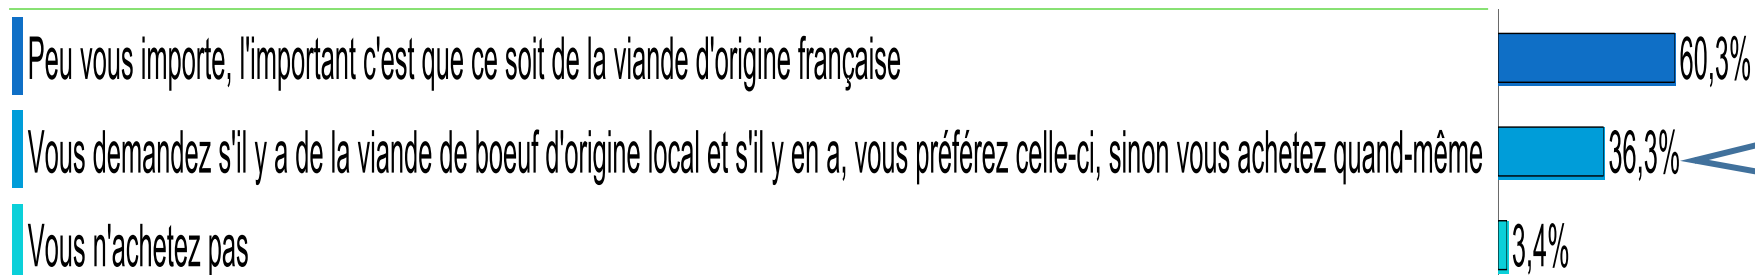 Peu vous importe, l'important c'est que ce soit de la viande d'origine française 60,3%
Vous demandez s'il y a de la viande de boeuf d'origine local et s'il y en a, vous préférez celle-ci, sinon vous achetez quand-même 36,3%
Vous n'achetez pas 3,4%